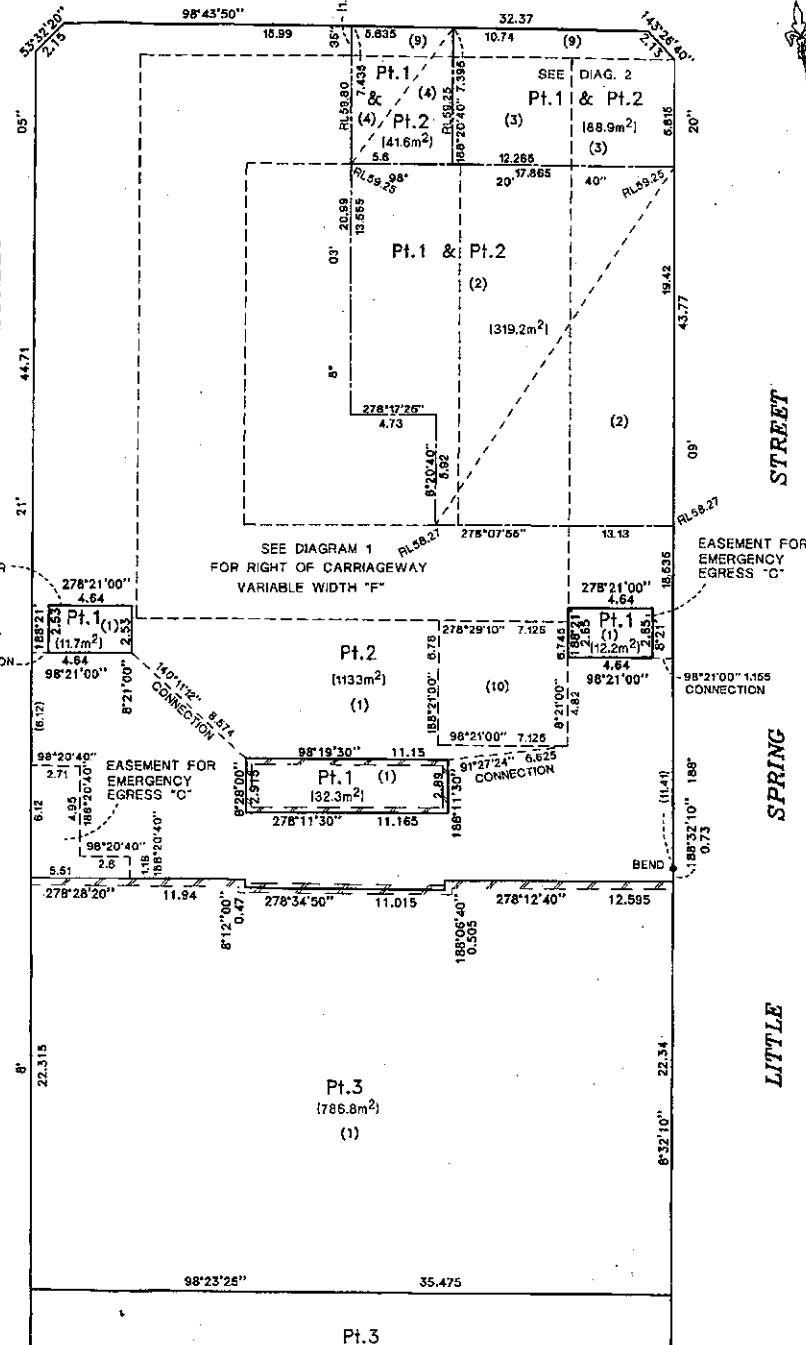 98°43'50"
32.37
143°26'40"
2.13
53°32'20"
2.15
15.99
5.635
(9)
10.74
(9)
36"
7.435
Pt.1
&
(4)
(4)
Pt.2
(41.6m²)
RL59.80
RL59.25
7.395
188°20'40"
SEE DIAG. 2
Pt.1 & Pt.2
(3)
(88.9m²)
(3)
20"
05"
5.6
12.265
17.865
98°
20'
40"
RL59.25
RL59.25
20.99
13.555
03'
8°
Pt.1 & Pt.2
(2)
(319.2m²)
(2)
19.42
43.77
09'
44.71
21'
278°17'25"
4.73
5.92
RL58.27
278°07'55"
13.13
RL58.27
STREET
SEE DIAGRAM 1
FOR RIGHT OF CARRIAGEWAY
VARIABLE WIDTH "F"
EASEMENT FOR
EMERGENCY
EGRESS "C"
18.535
278°21'00"
4.64
188°21'
2.53
Pt.1
(1)
(11.7m²)
2.53
4.64
98°21'00"
8°21'00"
278°21'00"
4.64
188°21'
2.65
Pt.1
(1)
(12.2m²)
2.65
8°21'
4.64
98°21'00"
98°21'00" 1.155
CONNECTION
140°11'12" 8.574
CONNECTION
Pt.2
(1133m²)
(1)
278°29'10" 7.125
6.78
188°21'00"
(10)
6.745
8°21'00"
4.82
98°21'00" 7.125
91°27'24" 6.625
CONNECTION
(6.12)
98°20'40"
2.71
EASEMENT FOR
EMERGENCY
EGRESS "C"
6.12
4.95
188°20'40"
98°20'40"
2.6
1.18
188°20'40"
5.51
98°19'30" 11.15
8°28'00"
2.915
Pt.1 (1)
(32.3m²)
2.89
188°11'30"
278°11'30" 11.165
(11.41)
188°
188°32'10"
0.73
BEND
SPRING
278°28'20" 11.94
8°12'00"
0.47
278°34'50" 11.015
188°06'40"
0.505
278°12'40" 12.595
8°
22.315
Pt.3
(786.8m²)
(1)
22.34
8°32'10"
LITTLE
98°23'25" 35.475
Pt.3